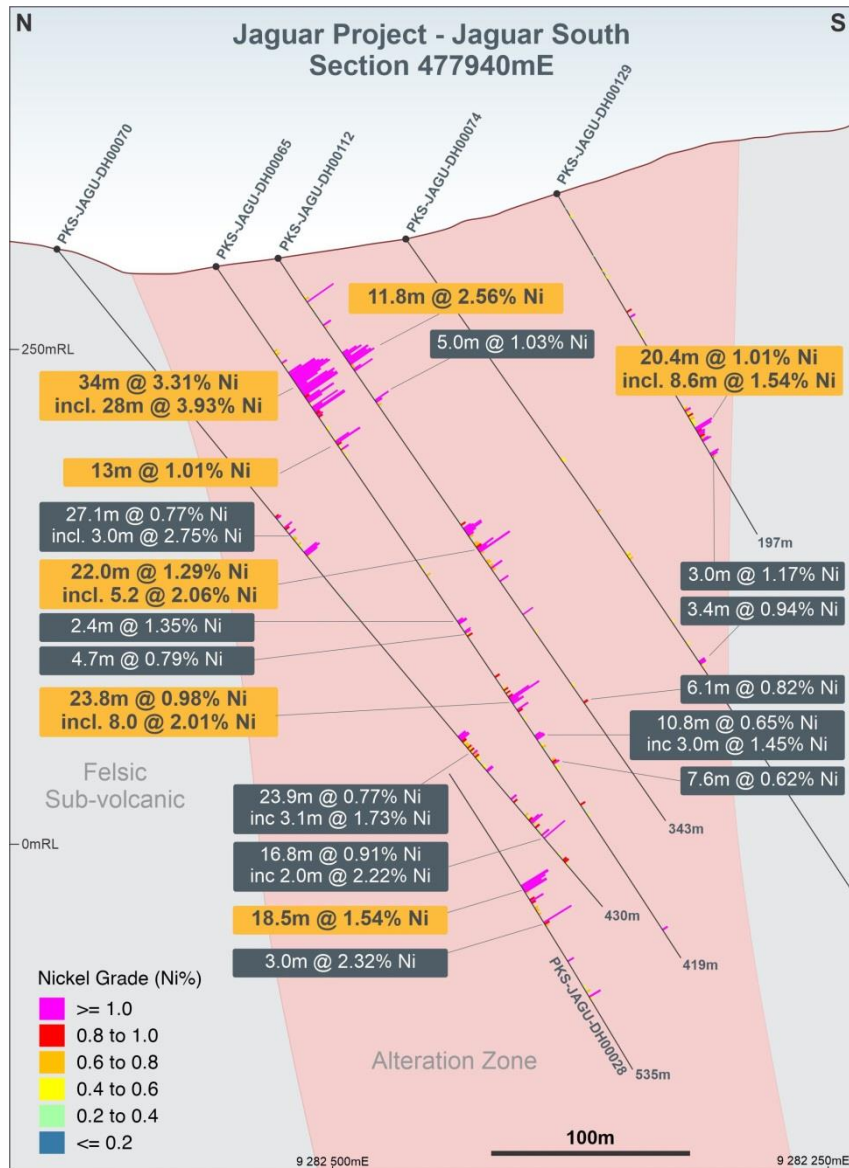 N
S
Jaguar Project - Jaguar South
Section 477940mE
PKS-JAGU-DH00070
PKS-JAGU-DH00065
PKS-JAGU-DH00112
PKS-JAGU-DH00074
PKS-JAGU-DH00129
11.8m @ 2.56% Ni
5.0m @ 1.03% Ni
250mRL
20.4m @ 1.01% Ni
incl. 8.6m @ 1.54% Ni
34m @ 3.31% Ni
incl. 28m @ 3.93% Ni
13m @ 1.01% Ni
27.1m @ 0.77% Ni
incl. 3.0m @ 2.75% Ni
197m
22.0m @ 1.29% Ni
incl. 5.2 @ 2.06% Ni
3.0m @ 1.17% Ni
3.4m @ 0.94% Ni
2.4m @ 1.35% Ni
4.7m @ 0.79% Ni
6.1m @ 0.82% Ni
23.8m @ 0.98% Ni
incl. 8.0 @ 2.01% Ni
10.8m @ 0.65% Ni
inc 3.0m @ 1.45% Ni
7.6m @ 0.62% Ni
Felsic
Sub-volcanic
23.9m @ 0.77% Ni
inc 3.1m @ 1.73% Ni
343m
0mRL
16.8m @ 0.91% Ni
inc 2.0m @ 2.22% Ni
18.5m @ 1.54% Ni
430m
3.0m @ 2.32% Ni
419m
PKS-JAGU-DH00028
535m
Nickel Grade (Ni%)
>= 1.0
0.8 to 1.0
0.6 to 0.8
0.4 to 0.6
0.2 to 0.4
<= 0.2
Alteration Zone
100m
9 282 500mE
9 282 250mE